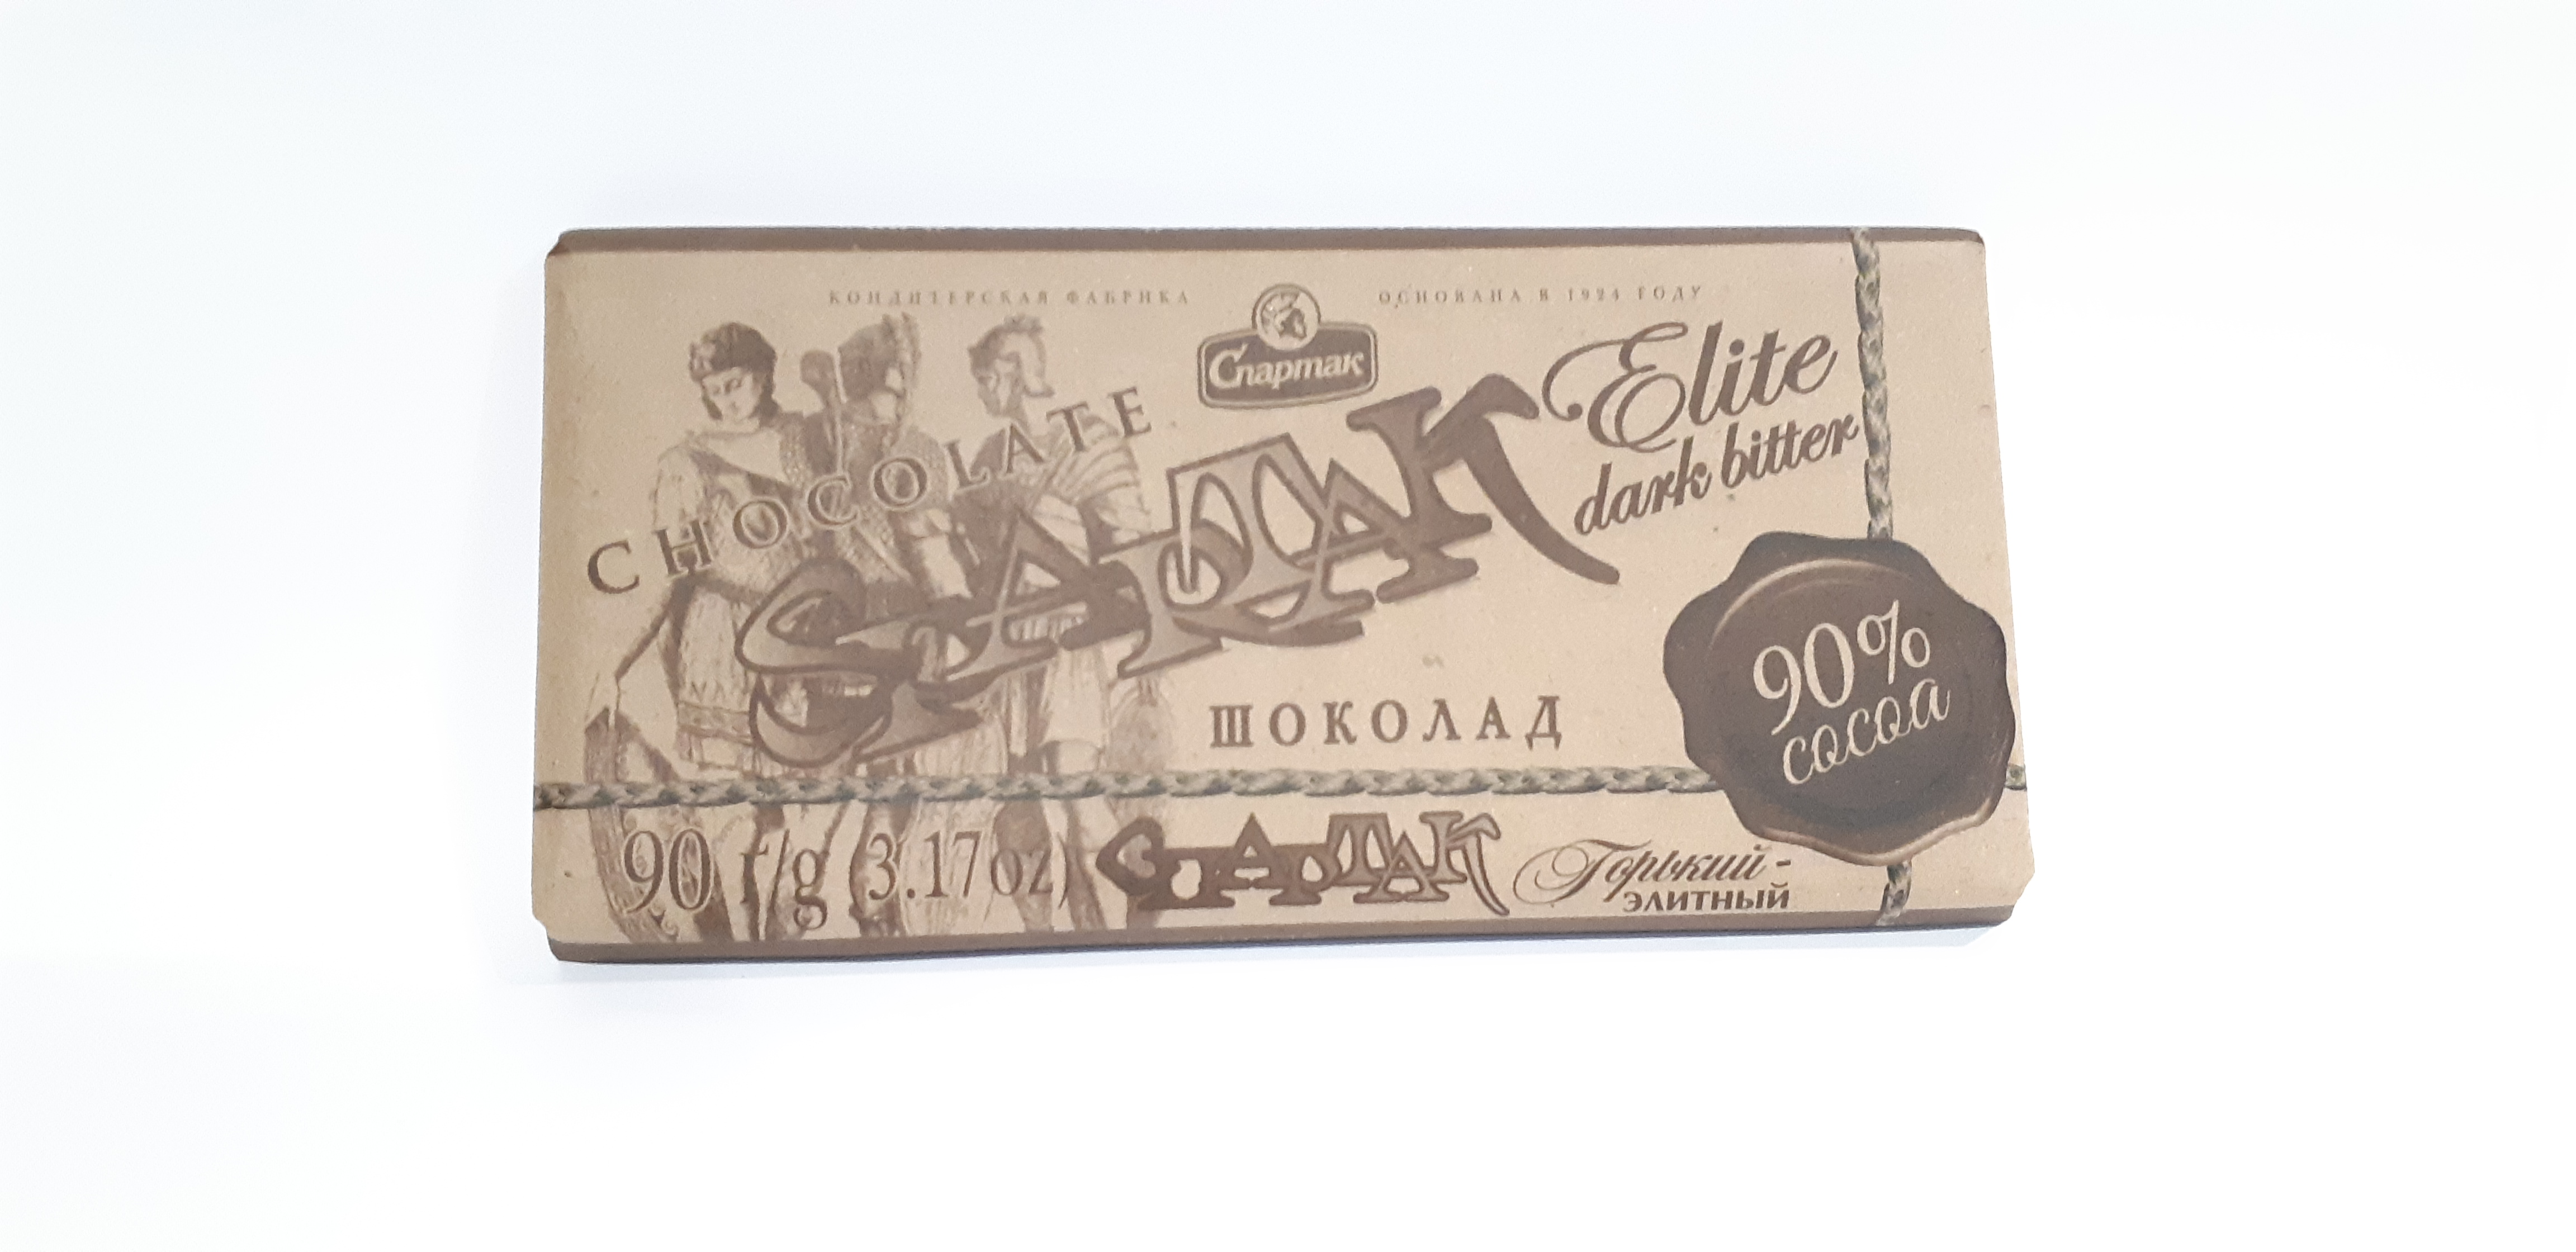 КОНДИТЕРСКАЯ ФАБРИКА ОСНОВАНА В 1924 ГОДУ
Спартак
CHOCOLATE
SPARTAK
Elite
dark bitter
ШОКОЛАД
90%
cocoa
90 г/g (3.17oz)
СПАРТАК
Горький-
ЭЛИТНЫЙ